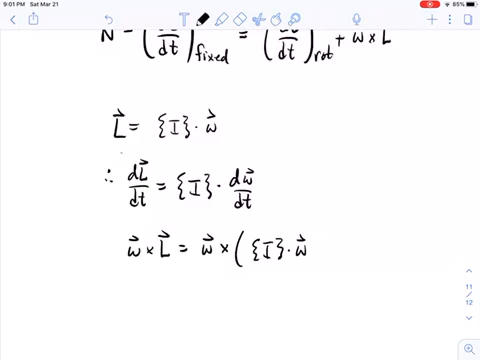 9:01 PM Sat Mar 21
85%
N = (dL/dt)fixed = (dL/dt)rot + ω × L
L⃗ = {I} · ω⃗
∴ dL⃗/dt = {I} · dω⃗/dt
ω⃗ × L⃗ = ω⃗ × ( {I} · ω⃗
11
/
12